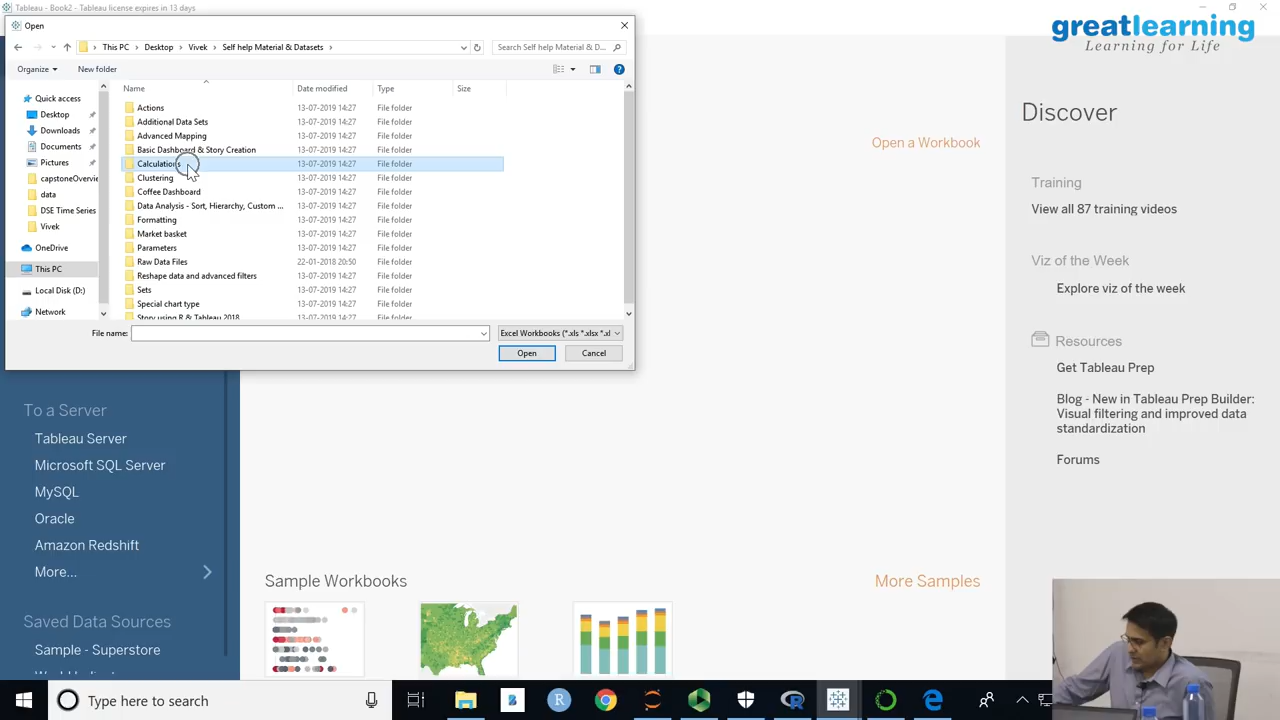 Tableau - Book2 - Tableau license expires in 13 days
Open
greatlearning
Learning for Life
This PC > Desktop > Vivek > Self help Material & Datasets >
Search Self help Material & D...
Organize
New folder
Name
Date modified
Type
Size
Quick access
Desktop
Downloads
Documents
Pictures
capstoneOvervie
data
DSE Time Series
Vivek
OneDrive
This PC
Local Disk (D:)
Network
Actions 13-07-2019 14:27 File folder
Additional Data Sets 13-07-2019 14:27 File folder
Advanced Mapping 13-07-2019 14:27 File folder
Basic Dashboard & Story Creation 13-07-2019 14:27 File folder
Calculations 13-07-2019 14:27 File folder
Clustering 13-07-2019 14:27 File folder
Coffee Dashboard 13-07-2019 14:27 File folder
Data Analysis - Sort, Hierarchy, Custom ... 13-07-2019 14:27 File folder
Formatting 13-07-2019 14:27 File folder
Market basket 13-07-2019 14:27 File folder
Parameters 13-07-2019 14:27 File folder
Raw Data Files 22-01-2018 20:50 File folder
Reshape data and advanced filters 13-07-2019 14:27 File folder
Sets 13-07-2019 14:27 File folder
Special chart type 13-07-2019 14:27 File folder
Story using R & Tableau 2018 13-07-2019 14:27 File folder
File name:
Excel Workbooks (*.xls *.xlsx *.xl
Open
Cancel
Open a Workbook
Discover
Training
View all 87 training videos
Viz of the Week
Explore viz of the week
Resources
Get Tableau Prep
Blog - New in Tableau Prep Builder:
Visual filtering and improved data
standardization
Forums
To a Server
Tableau Server
Microsoft SQL Server
MySQL
Oracle
Amazon Redshift
More...
Saved Data Sources
Sample - Superstore
Sample Workbooks
More Samples
Type here to search